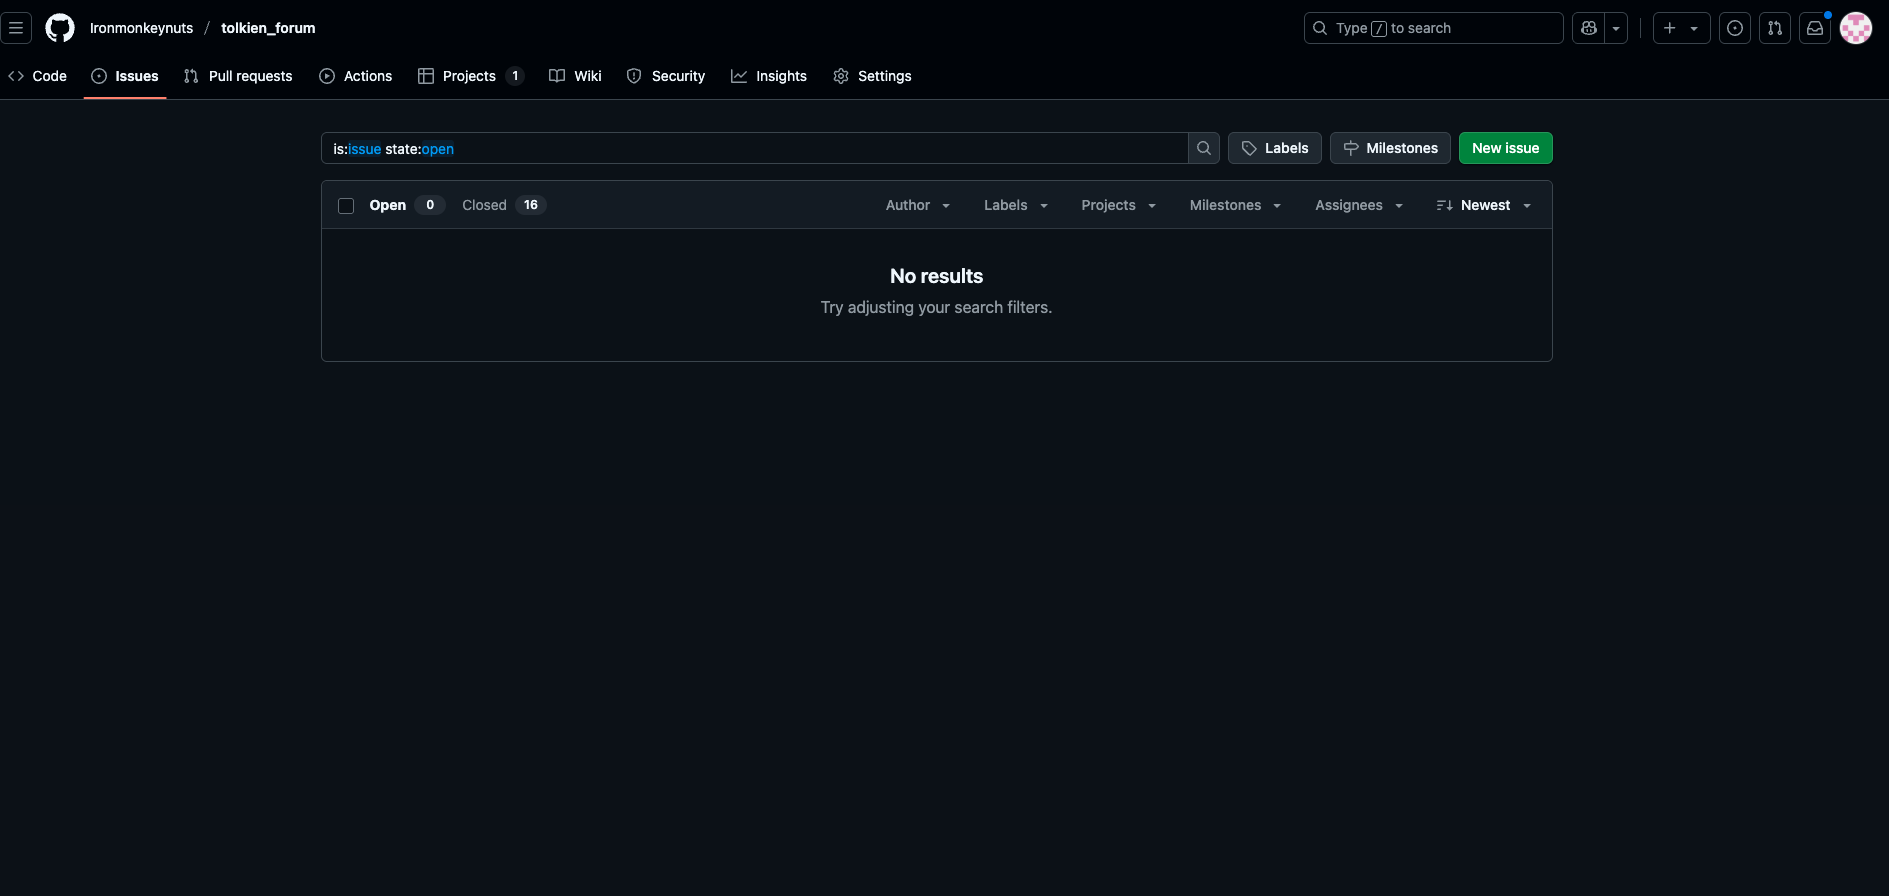 Ironmonkeynuts / tolkien_forum
Type / to search
Code Issues Pull requests Actions Projects 1 Wiki Security Insights Settings
is:issue state:open
Labels Milestones New issue
Open 0 Closed 16 Author Labels Projects Milestones Assignees Newest
No results
Try adjusting your search filters.